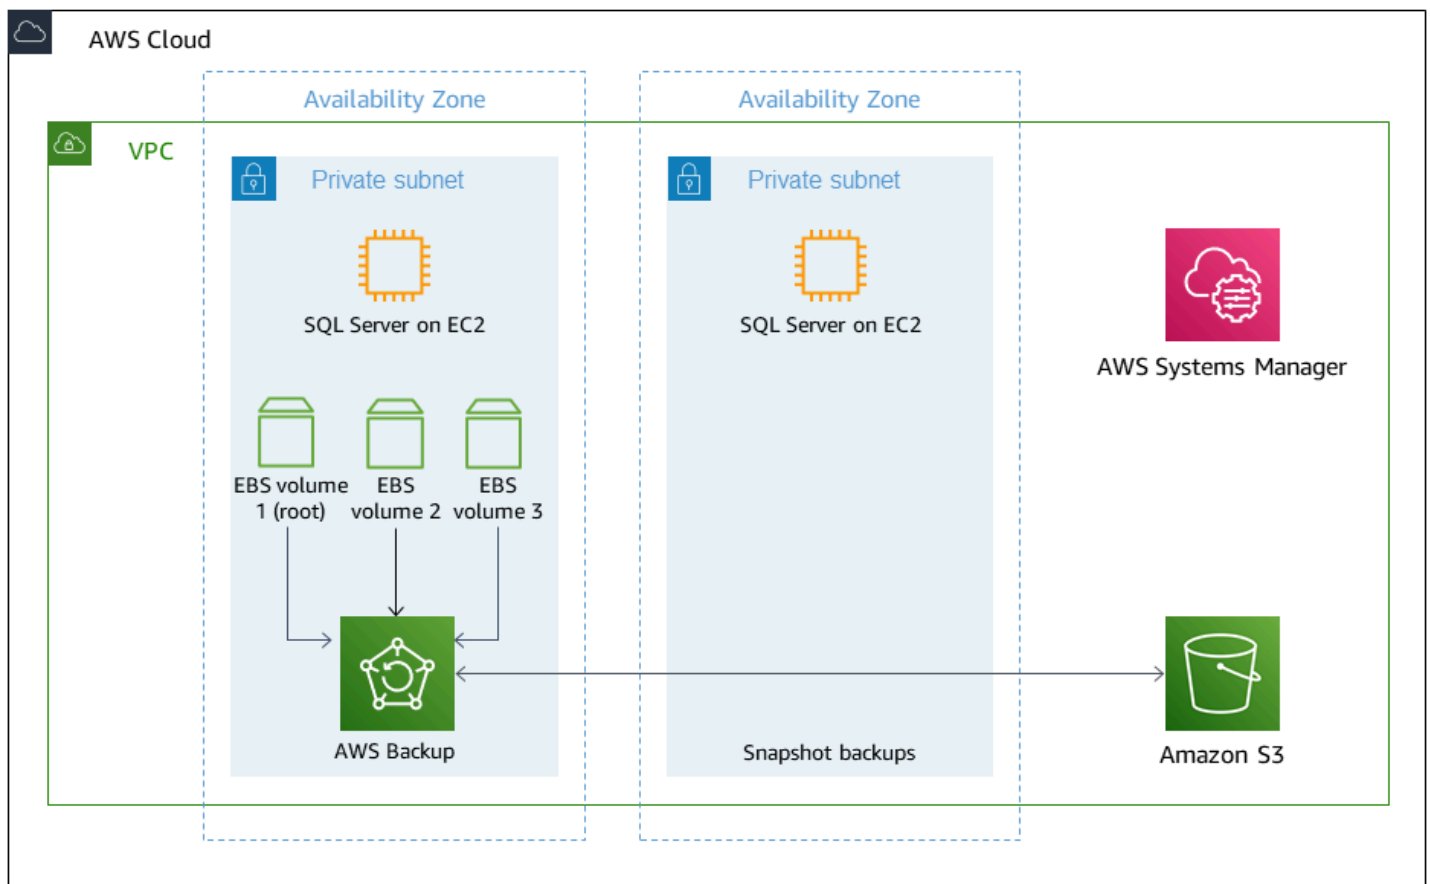 AWS Cloud
Availability Zone
Availability Zone
VPC
Private subnet
Private subnet
SQL Server on EC2
SQL Server on EC2
AWS Systems Manager
EBS volume
1 (root)
EBS
volume 2
EBS
volume 3
AWS Backup
Snapshot backups
Amazon S3